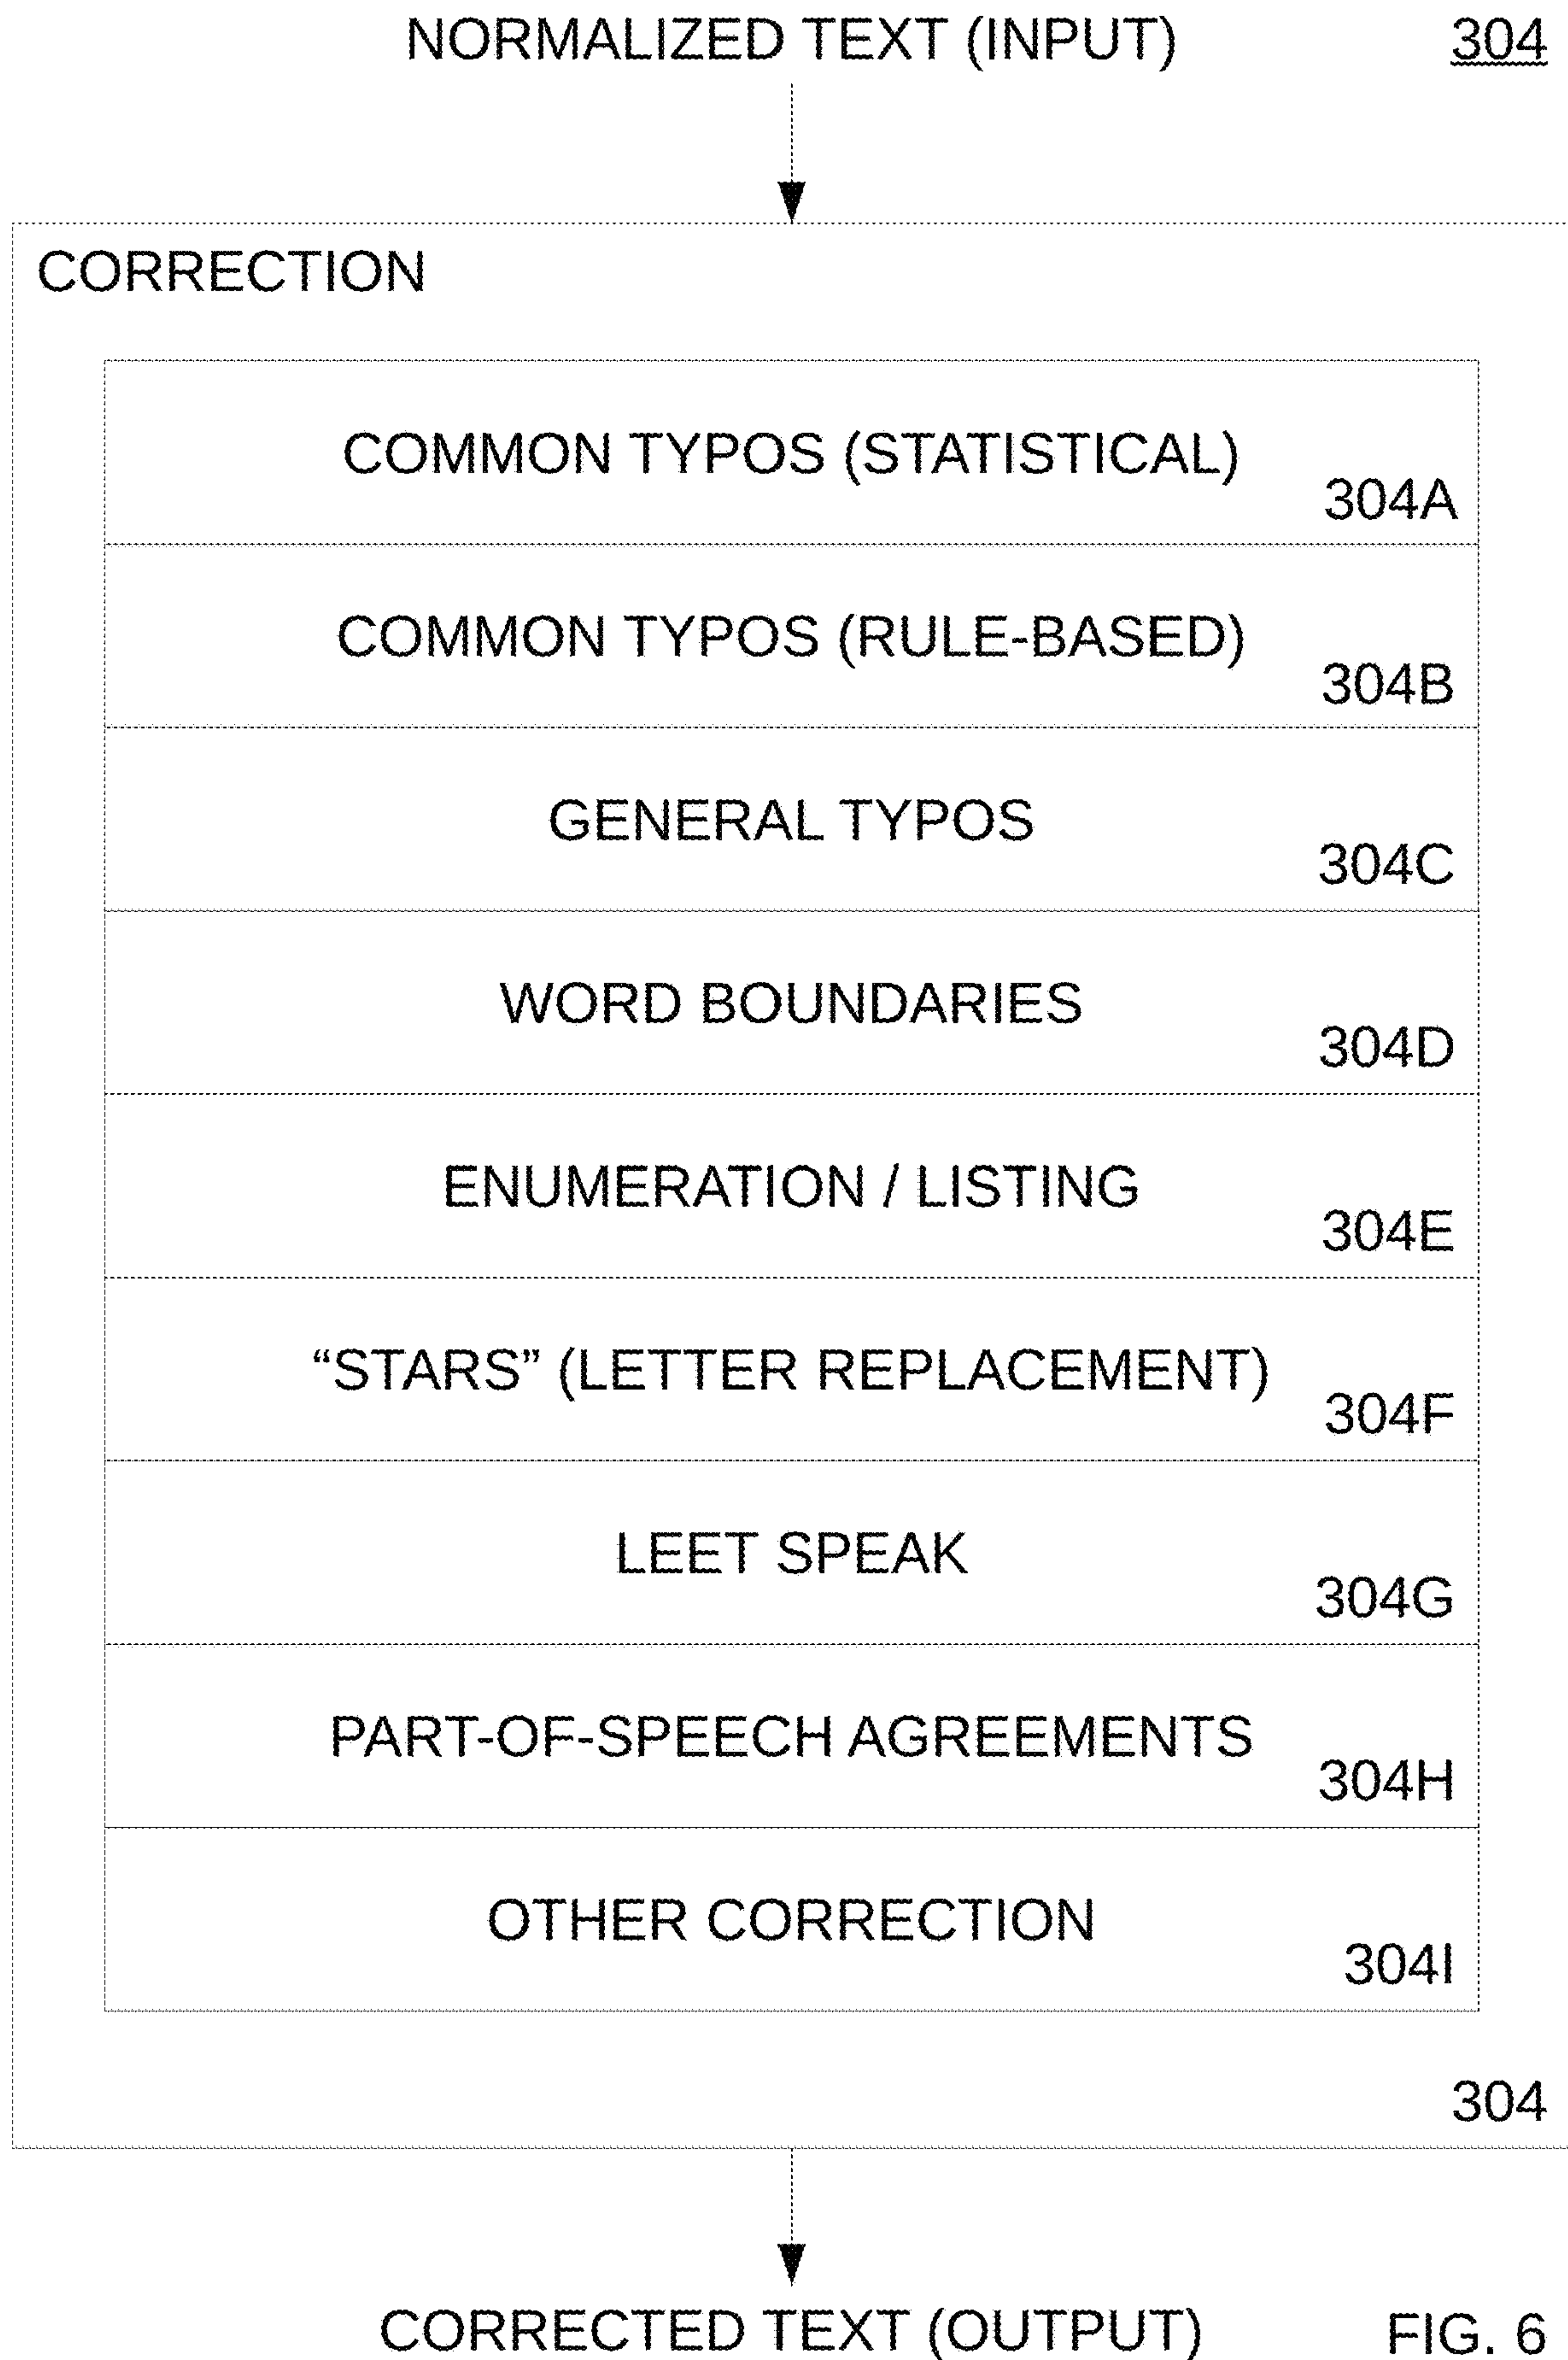 NORMALIZED TEXT (INPUT) 304
CORRECTION
COMMON TYPOS (STATISTICAL)
304A
COMMON TYPOS (RULE-BASED)
304B
GENERAL TYPOS
304C
WORD BOUNDARIES
304D
ENUMERATION / LISTING
304E
“STARS” (LETTER REPLACEMENT)
304F
LEET SPEAK
304G
PART-OF-SPEECH AGREEMENTS
304H
OTHER CORRECTION
304I
304
CORRECTED TEXT (OUTPUT) FIG. 6